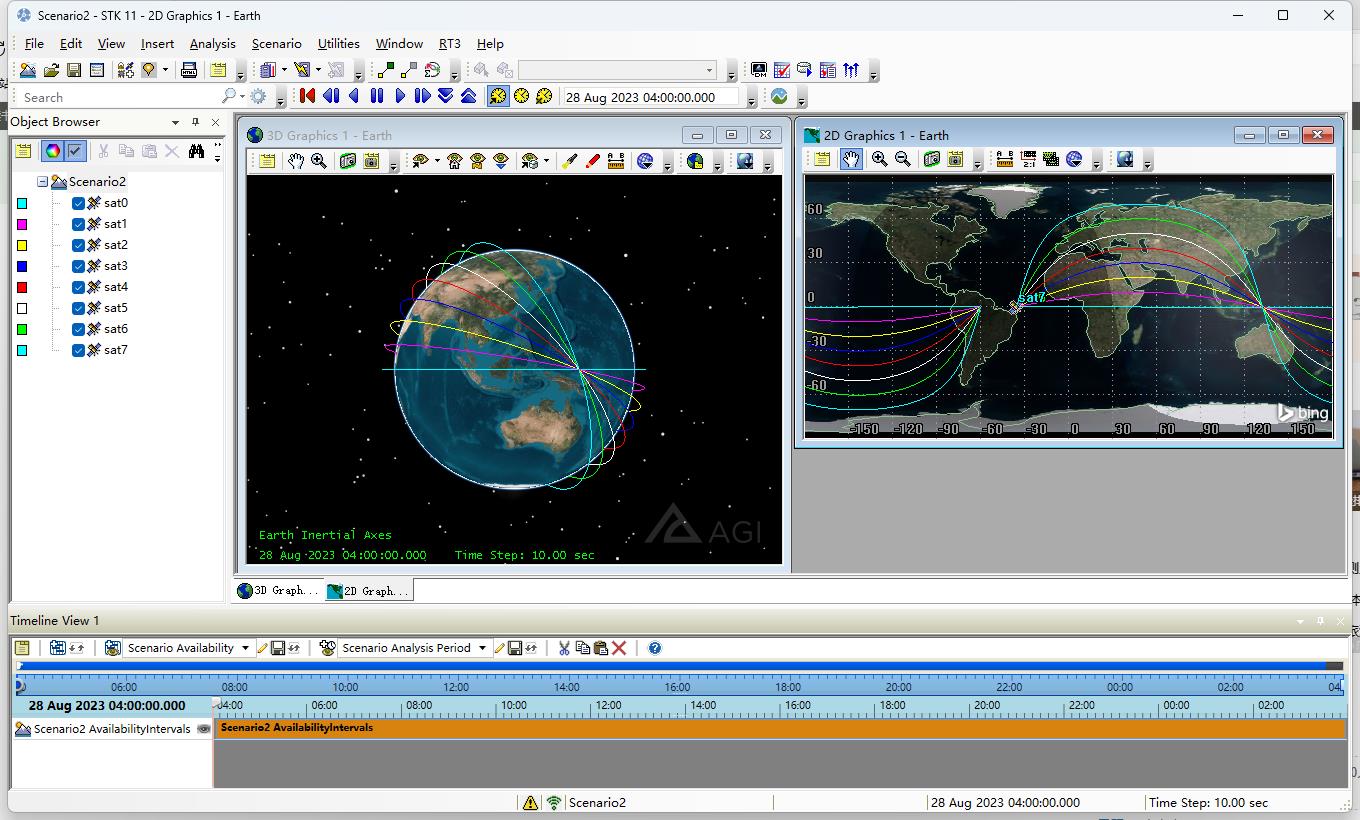 Scenario2 - STK 11 - 2D Graphics 1 - Earth
File Edit View Insert Analysis Scenario Utilities Window RT3 Help
Search
28 Aug 2023 04:00:00.000
Object Browser
Scenario2
sat0
sat1
sat2
sat3
sat4
sat5
sat6
sat7
3D Graphics 1 - Earth
Earth Inertial Axes
28 Aug 2023 04:00:00.000 Time Step: 10.00 sec
AGI
2D Graphics 1 - Earth
60
30
0
-30
-60
sat7
bing
-150 -120 -90 -60 -30 0 30 60 90 120 150
3D Graph... 2D Graph...
Timeline View 1
Scenario Availability Scenario Analysis Period
06:00 08:00 10:00 12:00 14:00 16:00 18:00 20:00 22:00 00:00 02:00 04
28 Aug 2023 04:00:00.000 04:00 06:00 08:00 10:00 12:00 14:00 16:00 18:00 20:00 22:00 00:00 02:00
Scenario2 AvailabilityIntervals Scenario2 AvailabilityIntervals
Scenario2 28 Aug 2023 04:00:00.000 Time Step: 10.00 sec